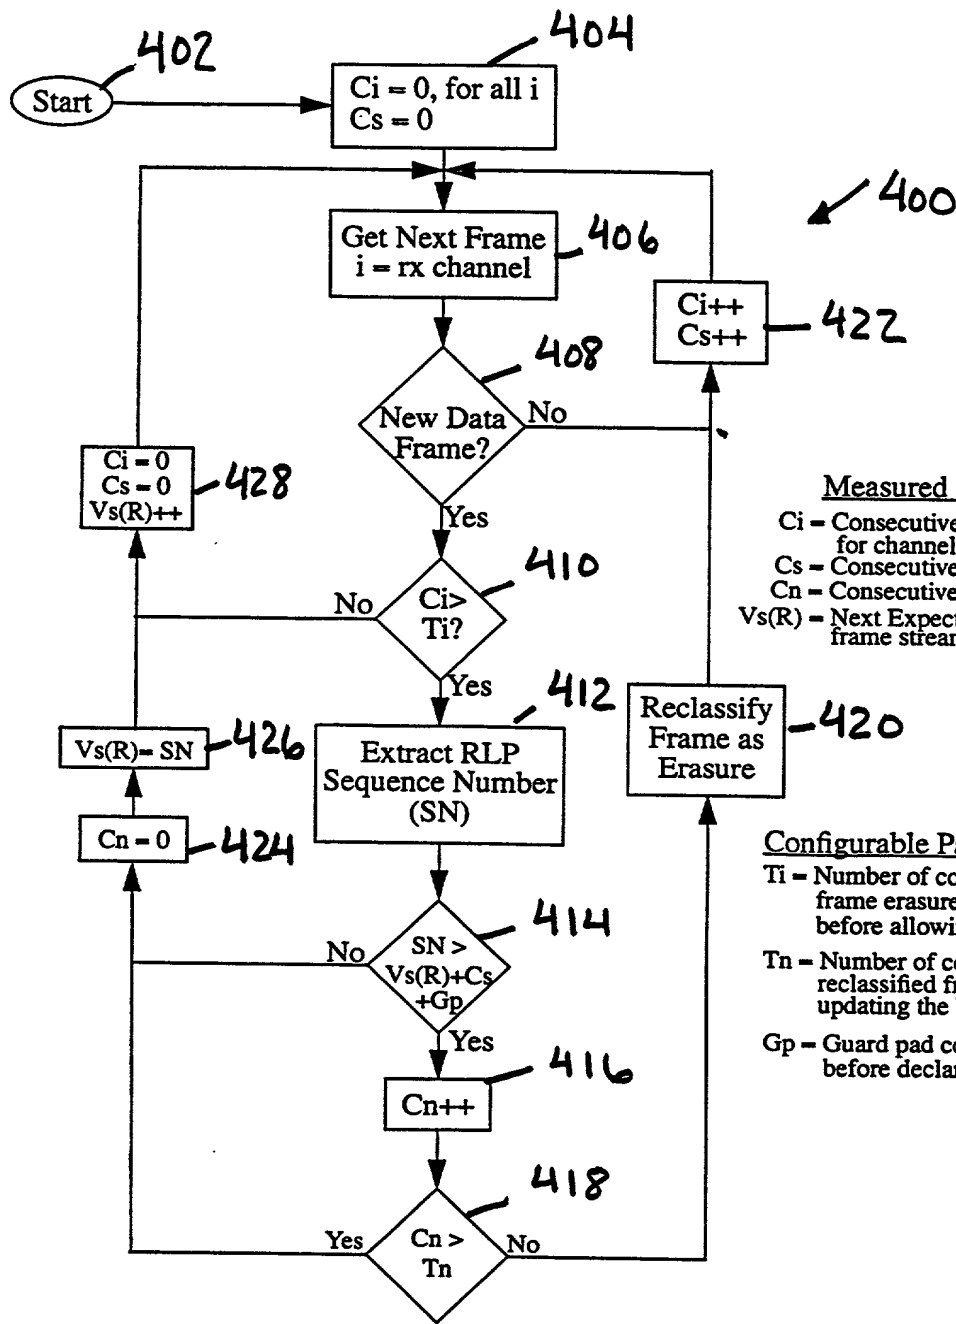 402
Start
404
Ci = 0, for all i
Cs = 0
400
Get Next Frame
i = rx channel
406
Ci++
Cs++
422
408
New Data
Frame?
No
Yes
Ci = 0
Cs = 0
Vs(R)++
428
410
Ci>
Ti?
No
Yes
Measured
Ci = Consecutive
for channel
Cs = Consecutive
Cn = Consecutive
Vs(R) = Next Expect
frame stream
412
Extract RLP
Sequence Number
(SN)
Reclassify
Frame as
Erasure
420
Vs(R)= SN
426
Cn = 0
424
414
SN >
Vs(R)+Cs
+Gp
No
Yes
Configurable Pa
Ti = Number of co
frame erasure
before allowi
Tn = Number of co
reclassified fr
updating the
Gp = Guard pad co
before declar
416
Cn++
418
Cn >
Tn
Yes
No